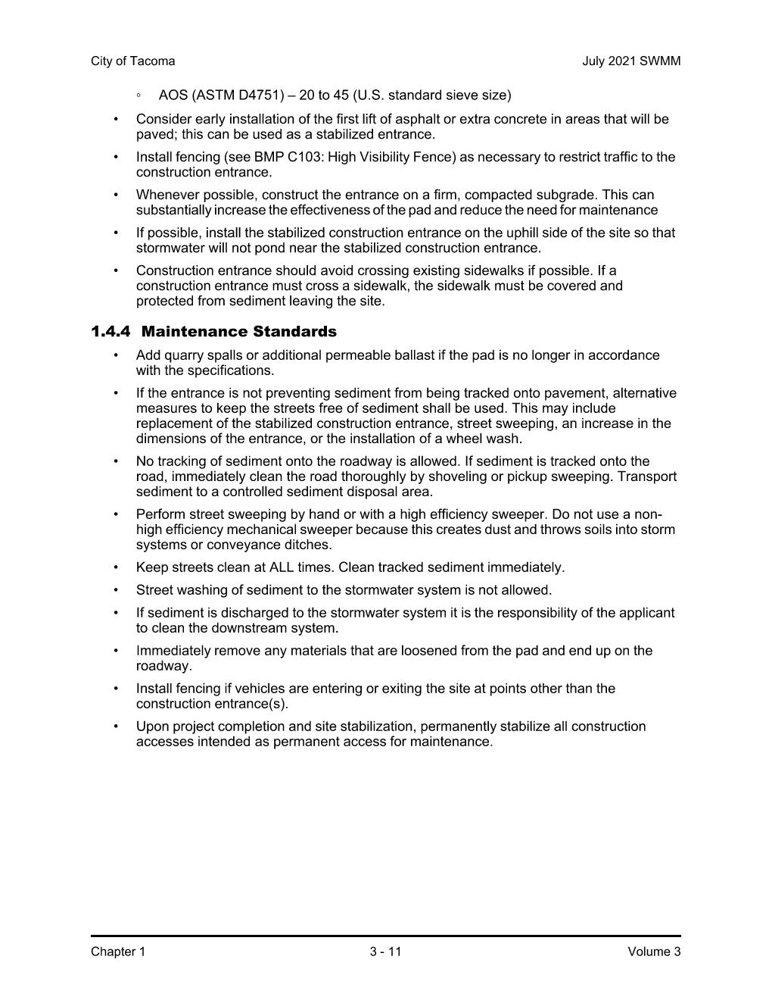 City of Tacoma July 2021 SWMM
◦ AOS (ASTM D4751) – 20 to 45 (U.S. standard sieve size)
• Consider early installation of the first lift of asphalt or extra concrete in areas that will be
paved; this can be used as a stabilized entrance.
• Install fencing (see BMP C103: High Visibility Fence) as necessary to restrict traffic to the
construction entrance.
• Whenever possible, construct the entrance on a firm, compacted subgrade. This can
substantially increase the effectiveness of the pad and reduce the need for maintenance
• If possible, install the stabilized construction entrance on the uphill side of the site so that
stormwater will not pond near the stabilized construction entrance.
• Construction entrance should avoid crossing existing sidewalks if possible. If a
construction entrance must cross a sidewalk, the sidewalk must be covered and
protected from sediment leaving the site.
1.4.4 Maintenance Standards
• Add quarry spalls or additional permeable ballast if the pad is no longer in accordance
with the specifications.
• If the entrance is not preventing sediment from being tracked onto pavement, alternative
measures to keep the streets free of sediment shall be used. This may include
replacement of the stabilized construction entrance, street sweeping, an increase in the
dimensions of the entrance, or the installation of a wheel wash.
• No tracking of sediment onto the roadway is allowed. If sediment is tracked onto the
road, immediately clean the road thoroughly by shoveling or pickup sweeping. Transport
sediment to a controlled sediment disposal area.
• Perform street sweeping by hand or with a high efficiency sweeper. Do not use a non-
high efficiency mechanical sweeper because this creates dust and throws soils into storm
systems or conveyance ditches.
• Keep streets clean at ALL times. Clean tracked sediment immediately.
• Street washing of sediment to the stormwater system is not allowed.
• If sediment is discharged to the stormwater system it is the responsibility of the applicant
to clean the downstream system.
• Immediately remove any materials that are loosened from the pad and end up on the
roadway.
• Install fencing if vehicles are entering or exiting the site at points other than the
construction entrance(s).
• Upon project completion and site stabilization, permanently stabilize all construction
accesses intended as permanent access for maintenance.
Chapter 1 3 - 11 Volume 3